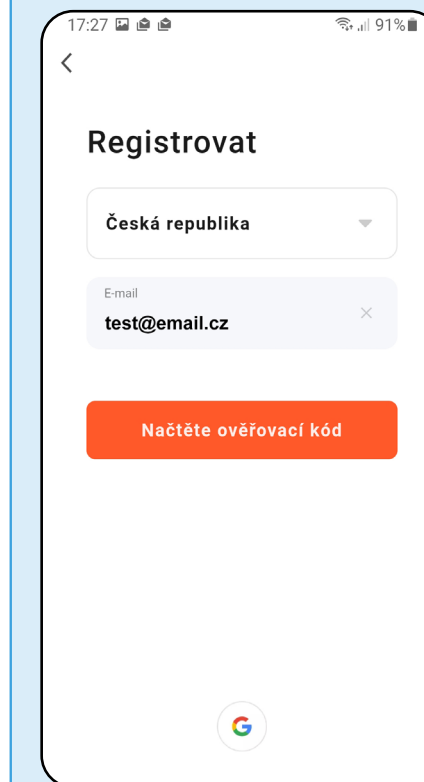 17:27 91%
Registrovat
Česká republika
E-mail
test@email.cz
Načtěte ověřovací kód
G